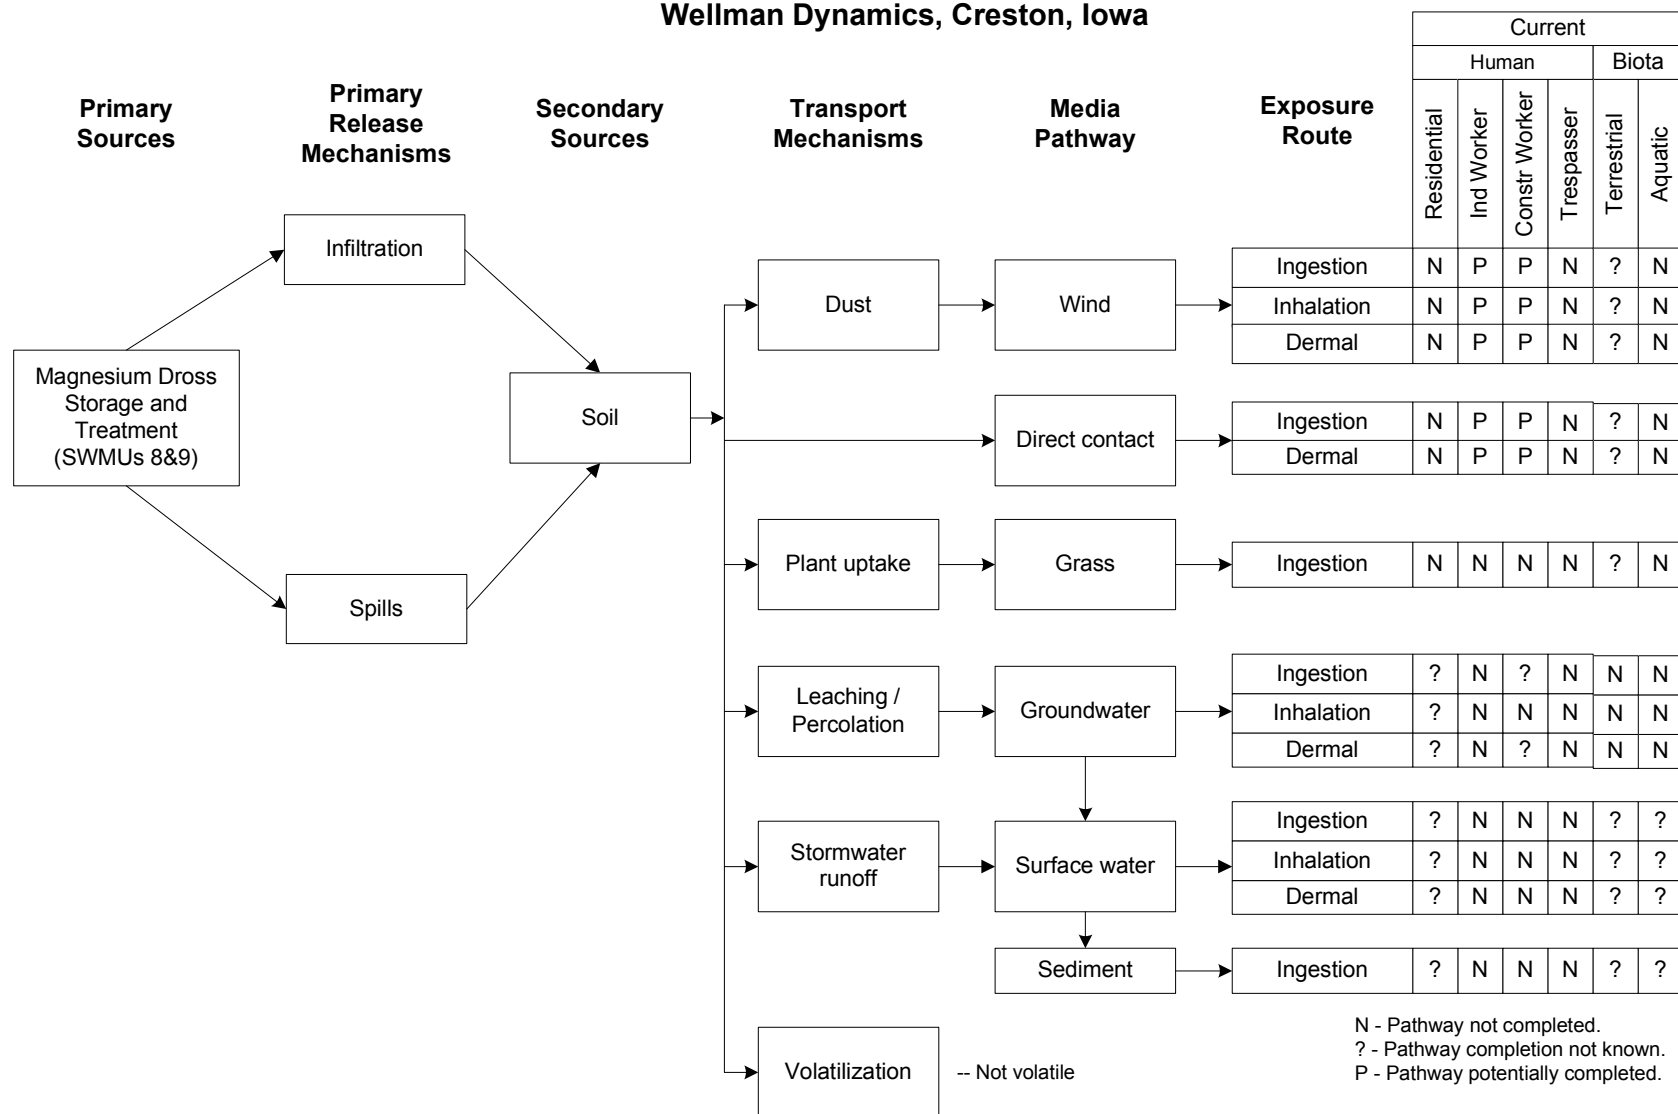 Wellman Dynamics, Creston, Iowa
Current
Human Biota
Primary
Sources
Primary
Release
Mechanisms
Secondary
Sources
Transport
Mechanisms
Media
Pathway
Exposure
Route
Residential
Ind Worker
Constr Worker
Trespasser
Terrestrial
Aquatic
Magnesium Dross
Storage and
Treatment
(SWMUs 8&9)
Infiltration
Spills
Soil
Dust
Wind
Ingestion N P P N ? N
Inhalation N P P N ? N
Dermal N P P N ? N
Direct contact
Ingestion N P P N ? N
Dermal N P P N ? N
Plant uptake
Grass
Ingestion N N N N ? N
Leaching /
Percolation
Groundwater
Ingestion ? N ? N N N
Inhalation ? N N N N N
Dermal ? N ? N N N
Stormwater
runoff
Surface water
Ingestion ? N N N ? ?
Inhalation ? N N N ? ?
Dermal ? N N N ? ?
Sediment
Ingestion ? N N N ? ?
Volatilization
-- Not volatile
N - Pathway not completed.
? - Pathway completion not known.
P - Pathway potentially completed.